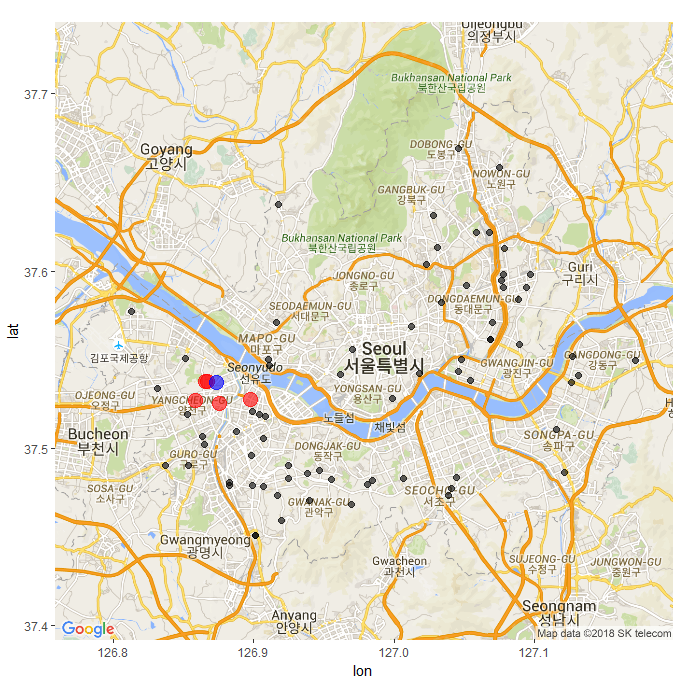 Uijeongbu
의정부시
37.7
Bukhansan National Park
북한산국립공원
Goyang
고양시
DOBONG-GU
도봉구
NOWON-GU
노원구
GANGBUK-GU
강북구
Bukhansan National Park
북한산국립공원
37.6
JONGNO-GU
종로구
Guri
구리시
SEODAEMUN-GU
서대문구
DONGDAEMUN-GU
동대문구
lat
김포국제공항
MAPO-GU
마포구
Seoul
서울특별시
GANGDONG-GU
강동구
Seonyudo
선유도
GWANGJIN-GU
광진구
OJEONG-GU
오정구
YANGCHEON-GU
양천구
YONGSAN-GU
용산구
노들섬
채빛섬
Bucheon
부천시
SONGPA-GU
송파구
37.5
DONGJAK-GU
동작구
GURO-GU
구로구
SOSA-GU
소사구
GWANAK-GU
관악구
SEOCHO-GU
서초구
Gwangmyeong
광명시
Gwacheon
과천시
SUJEONG-GU
수정구
JUNGWON-GU
중원구
Anyang
안양시
Seongnam
성남시
37.4
Google
Map data ©2018 SK telecom
126.8
126.9
127.0
127.1
lon